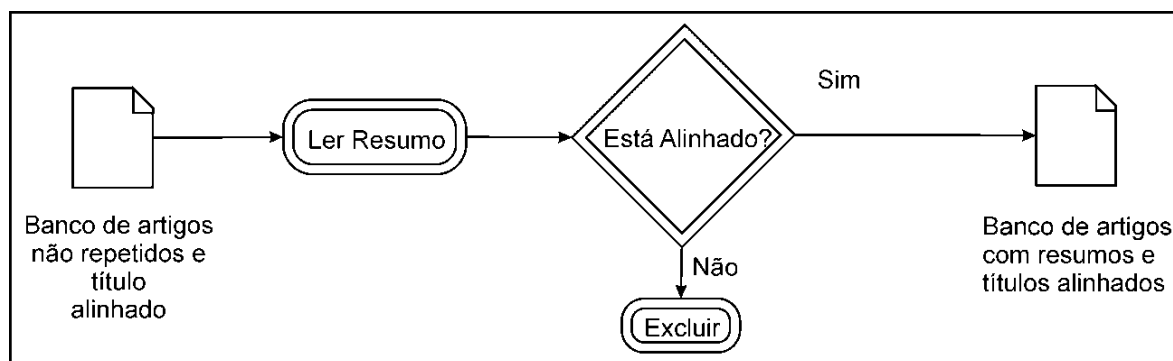 Banco de artigos
não repetidos e
título
alinhado
Ler Resumo
Está Alinhado?
Sim
Não
Excluir
Banco de artigos
com resumos e
títulos alinhados